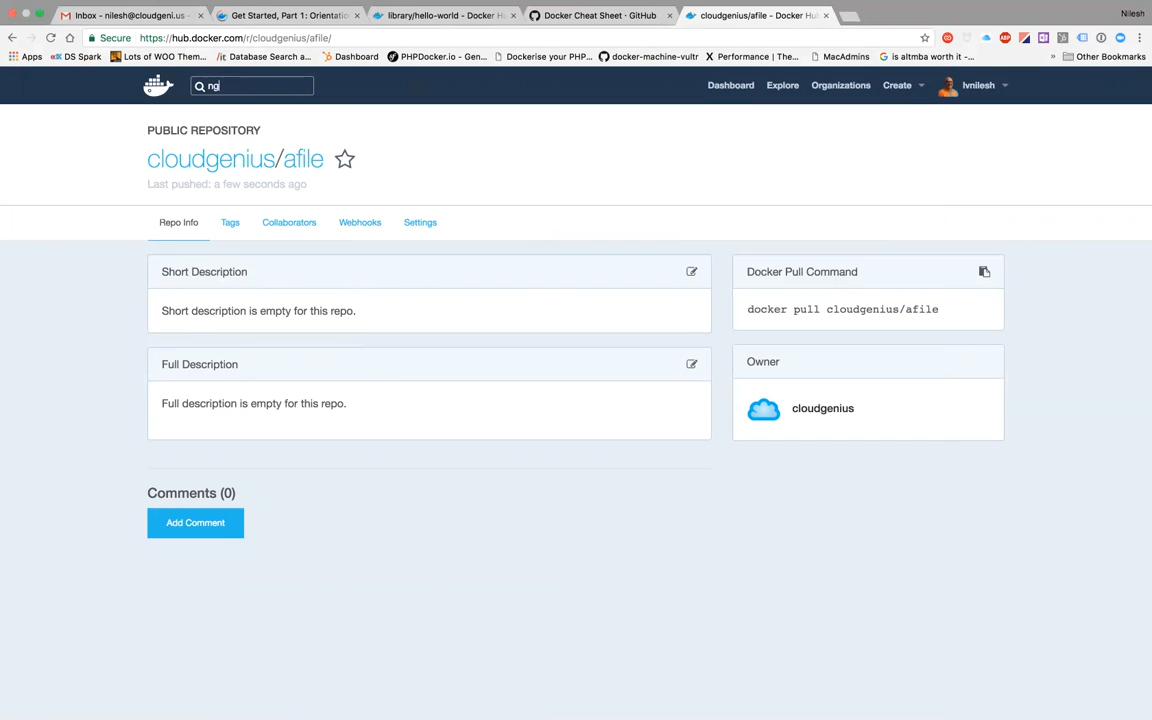 Inbox - nilesh@cloudgeni.us -
Get Started, Part 1: Orientatio
library/hello-world - Docker H
Docker Cheat Sheet · GitHub
cloudgenius/afile - Docker Hu
Nilesh
Secure https://hub.docker.com/r/cloudgenius/afile/
Apps
DS Spark
Lots of WOO Them...
Database Search a...
Dashboard
PHPDocker.io - Gen...
Dockerise your PHP...
docker-machine-vultr
Performance | The...
MacAdmins
is altmba worth it -...
» Other Bookmarks
ng
Dashboard Explore Organizations Create lvnilesh
PUBLIC REPOSITORY
cloudgenius/afile
Last pushed: a few seconds ago
Repo Info Tags Collaborators Webhooks Settings
Short Description
Short description is empty for this repo.
Full Description
Full description is empty for this repo.
Docker Pull Command
docker pull cloudgenius/afile
Owner
cloudgenius
Comments (0)
Add Comment